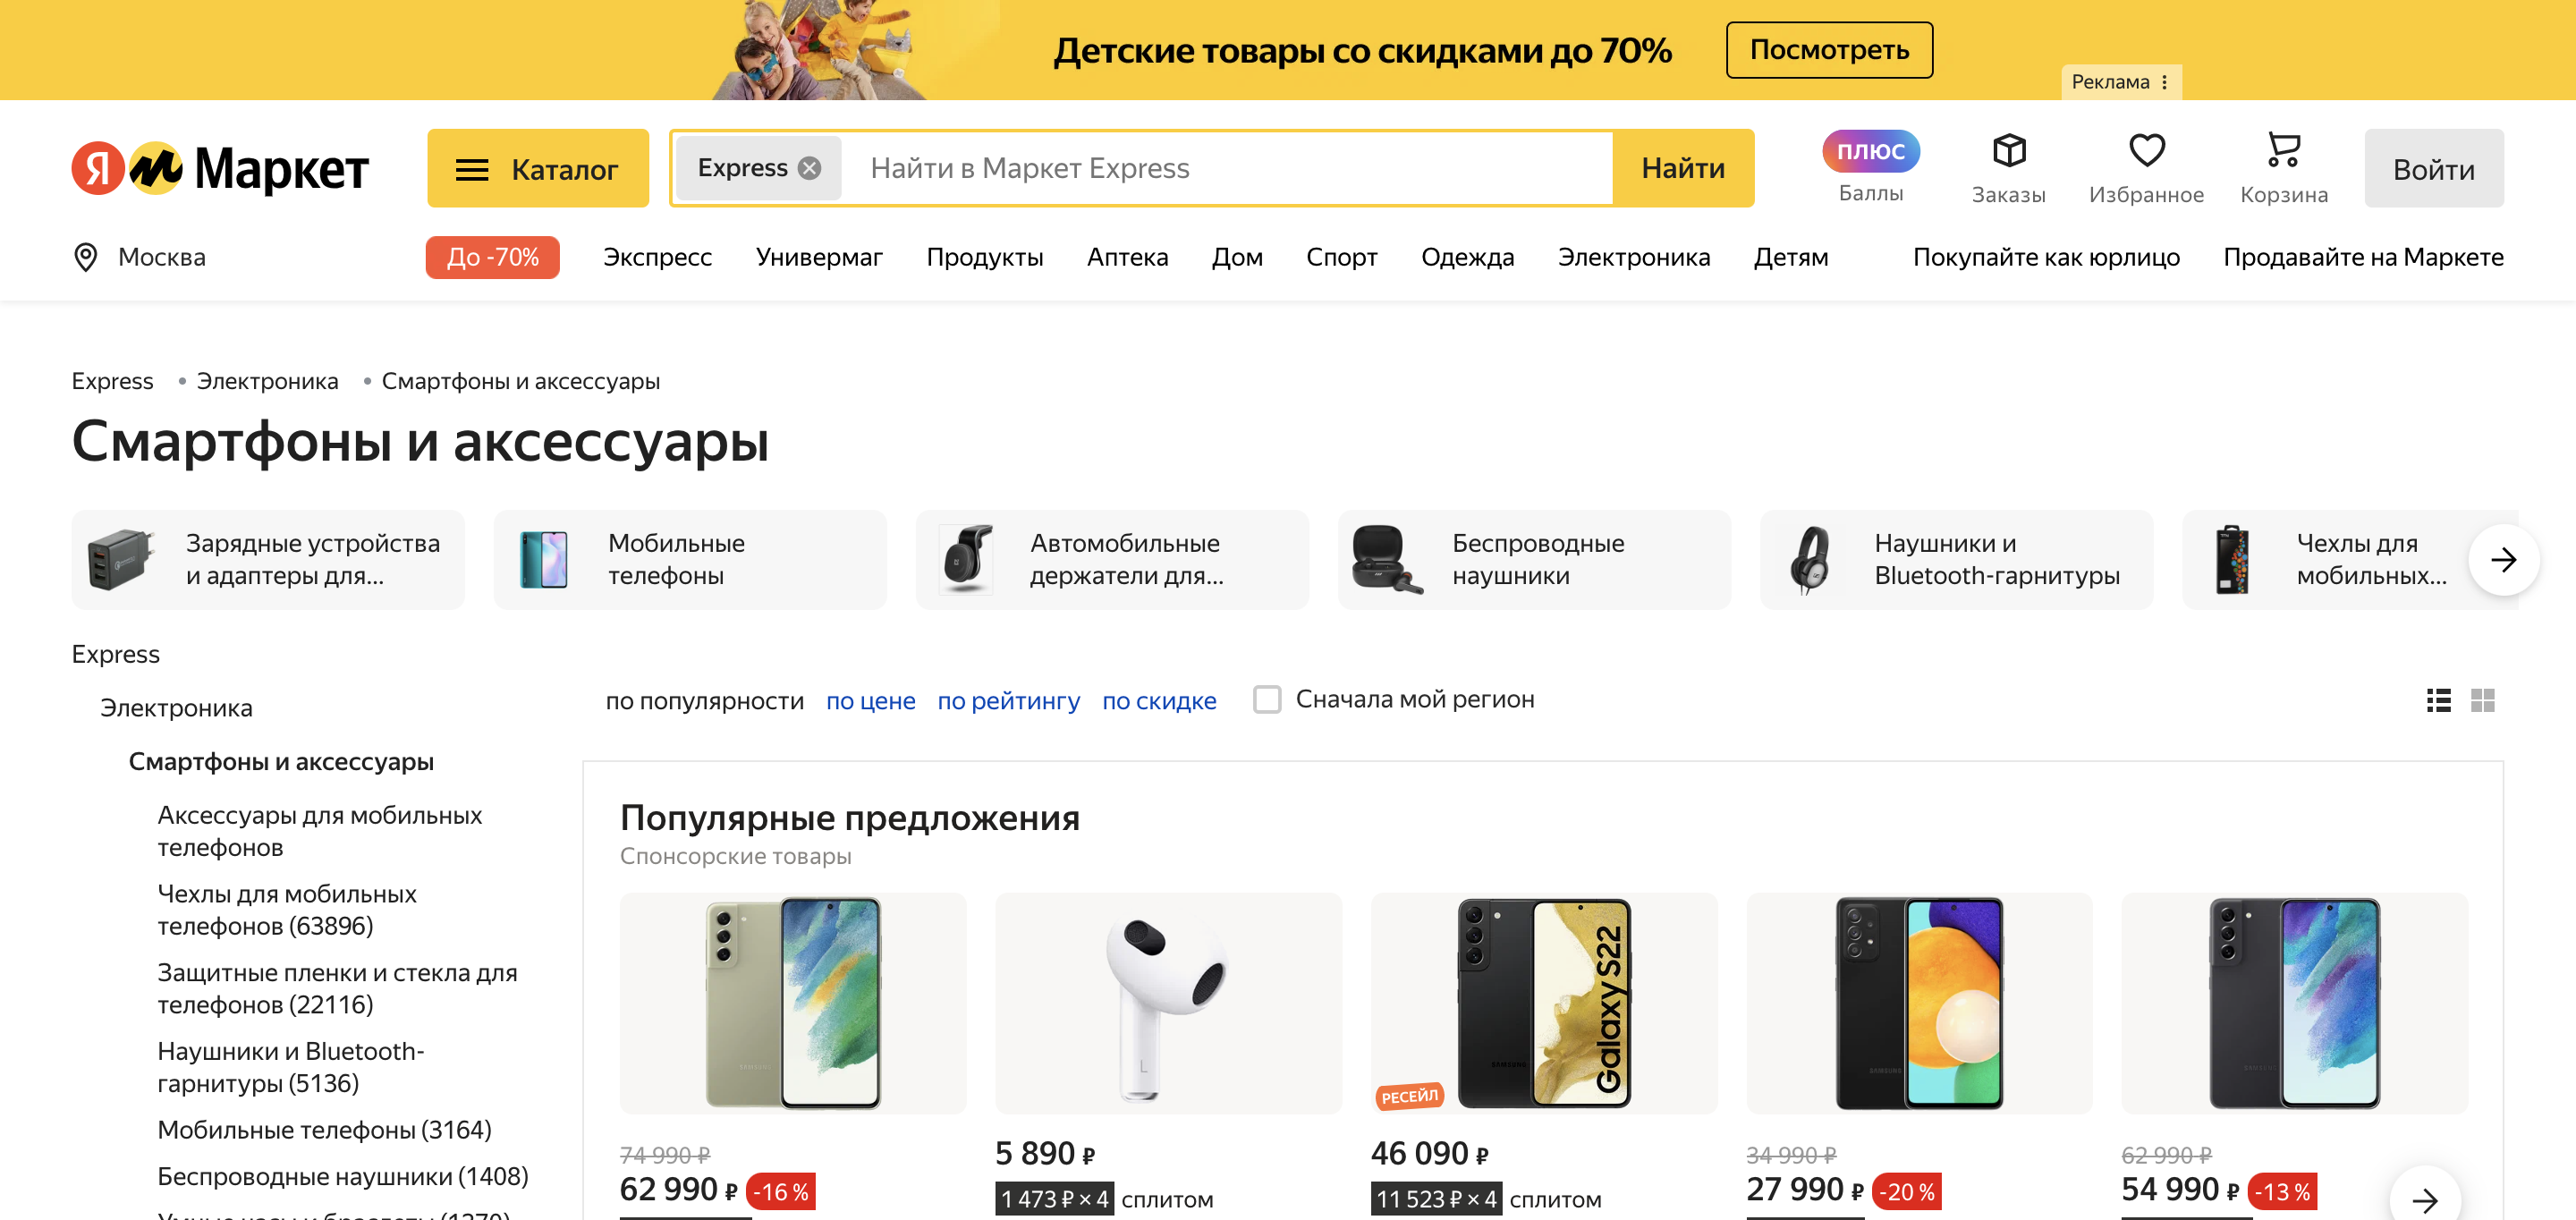 Детские товары со скидками до 70%
Посмотреть
Реклама
Я М Маркет
Каталог
Express
Найти в Маркет Express
Найти
плюс
Баллы
Заказы
Избранное
Корзина
Войти
Москва
До -70%
Экспресс
Универмаг
Продукты
Аптека
Дом
Спорт
Одежда
Электроника
Детям
Покупайте как юрлицо
Продавайте на Маркете
Express • Электроника • Смартфоны и аксессуары
Смартфоны и аксессуары
Зарядные устройства
и адаптеры для...
Мобильные
телефоны
Автомобильные
держатели для...
Беспроводные
наушники
Наушники и
Bluetooth-гарнитуры
Чехлы для
мобильных...
Express
Электроника
Смартфоны и аксессуары
Аксессуары для мобильных
телефонов
Чехлы для мобильных
телефонов (63896)
Защитные пленки и стекла для
телефонов (22116)
Наушники и Bluetooth-
гарнитуры (5136)
Мобильные телефоны (3164)
Беспроводные наушники (1408)
по популярности
по цене
по рейтингу
по скидке
Сначала мой регион
Популярные предложения
Спонсорские товары
SAMSUNG
L
SAMSUNG
Galaxy S22
РЕСЕЙЛ
SAMSUNG
SAMSUNG
74 990 ₽
62 990 ₽ -16 %
5 890 ₽
1 473 ₽ × 4 сплитом
46 090 ₽
11 523 ₽ × 4 сплитом
34 990 ₽
27 990 ₽ -20 %
62 990 ₽
54 990 ₽ -13 %